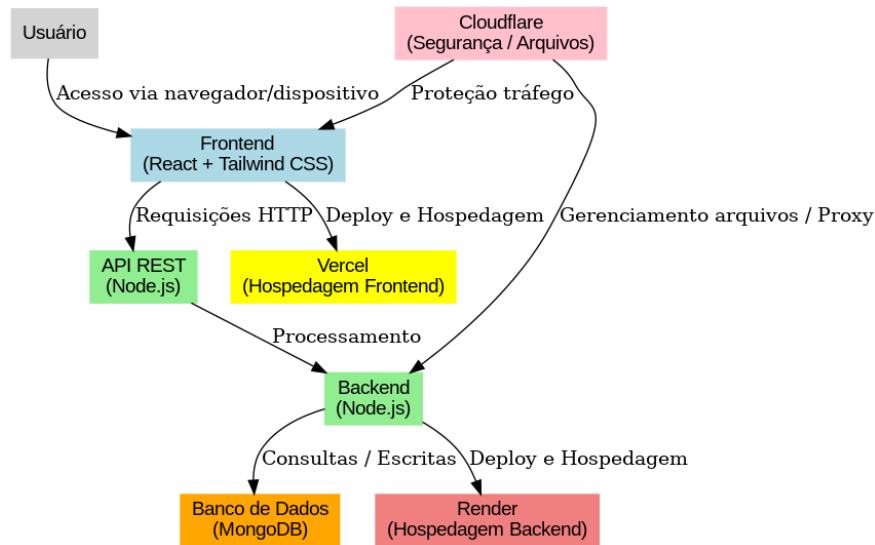 Usuário
Cloudflare
(Segurança / Arquivos)
Acesso via navegador/dispositivo
Proteção tráfego
Frontend
(React + Tailwind CSS)
Requisições HTTP
Deploy e Hospedagem
Gerenciamento arquivos / Proxy
API REST
(Node.js)
Vercel
(Hospedagem Frontend)
Processamento
Backend
(Node.js)
Consultas / Escritas
Deploy e Hospedagem
Banco de Dados
(MongoDB)
Render
(Hospedagem Backend)